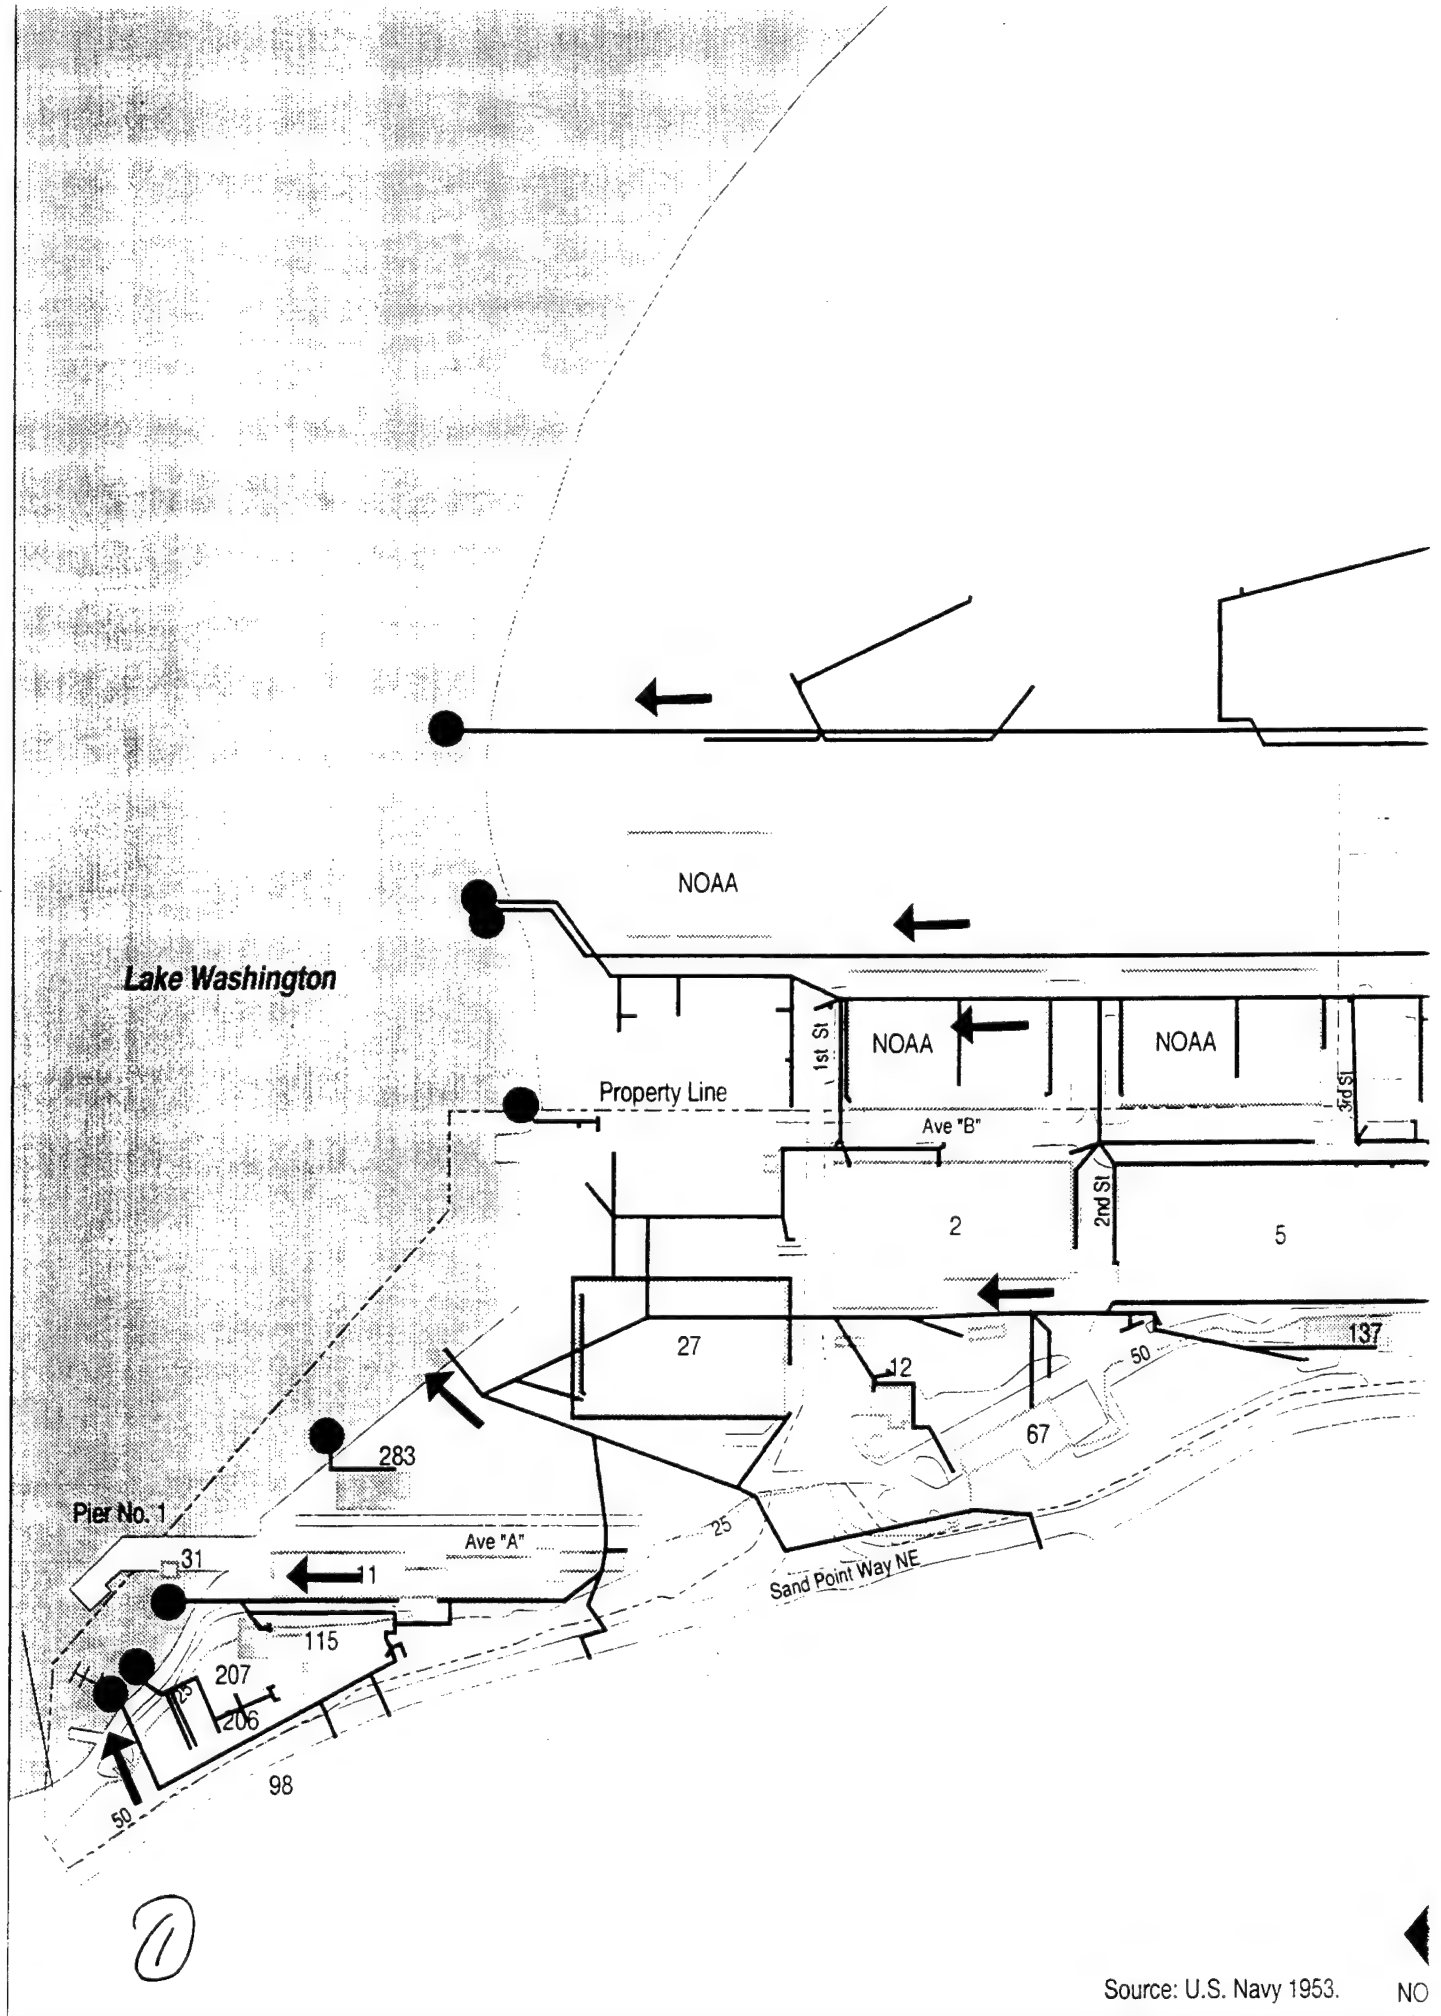 NOAA
Lake Washington
1st St
NOAA
NOAA
3rd St
Property Line
Ave "B"
2nd St
2
5
27
12
137
50
67
283
Pier No. 1
25
Ave "A"
31
11
Sand Point Way NE
115
207
25
206
98
50
1
Source: U.S. Navy 1953.
NO